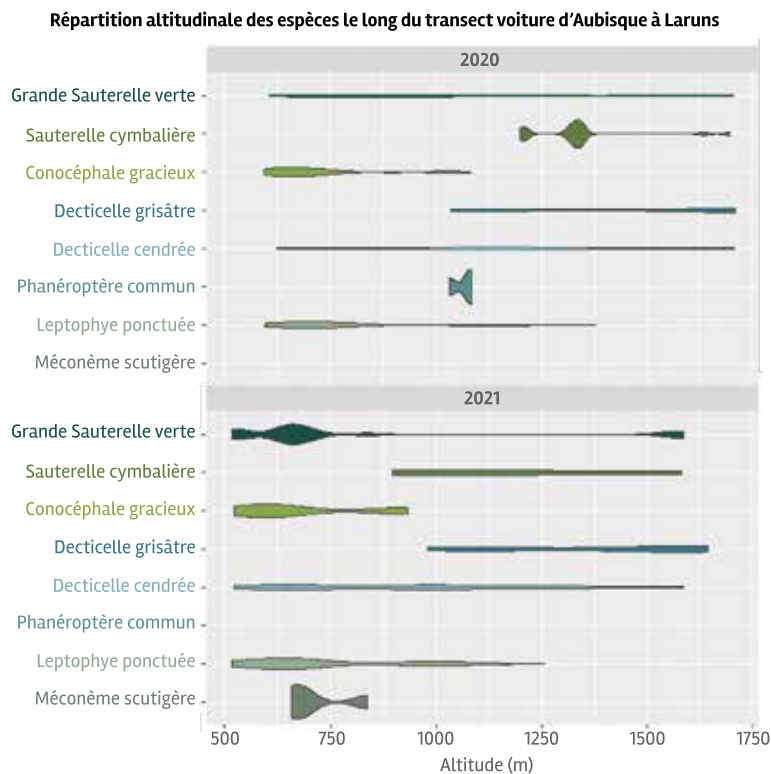 Répartition altitudinale des espèces le long du transect voiture d’Aubisque à Laruns
2020
Grande Sauterelle verte
Sauterelle cymbalière
Conocéphale gracieux
Decticelle grisâtre
Decticelle cendrée
Phanéroptère commun
Leptophye ponctuée
Méconème scutigère
2021
Grande Sauterelle verte
Sauterelle cymbalière
Conocéphale gracieux
Decticelle grisâtre
Decticelle cendrée
Phanéroptère commun
Leptophye ponctuée
Méconème scutigère
500 750 1000 1250 1500 1750
Altitude (m)